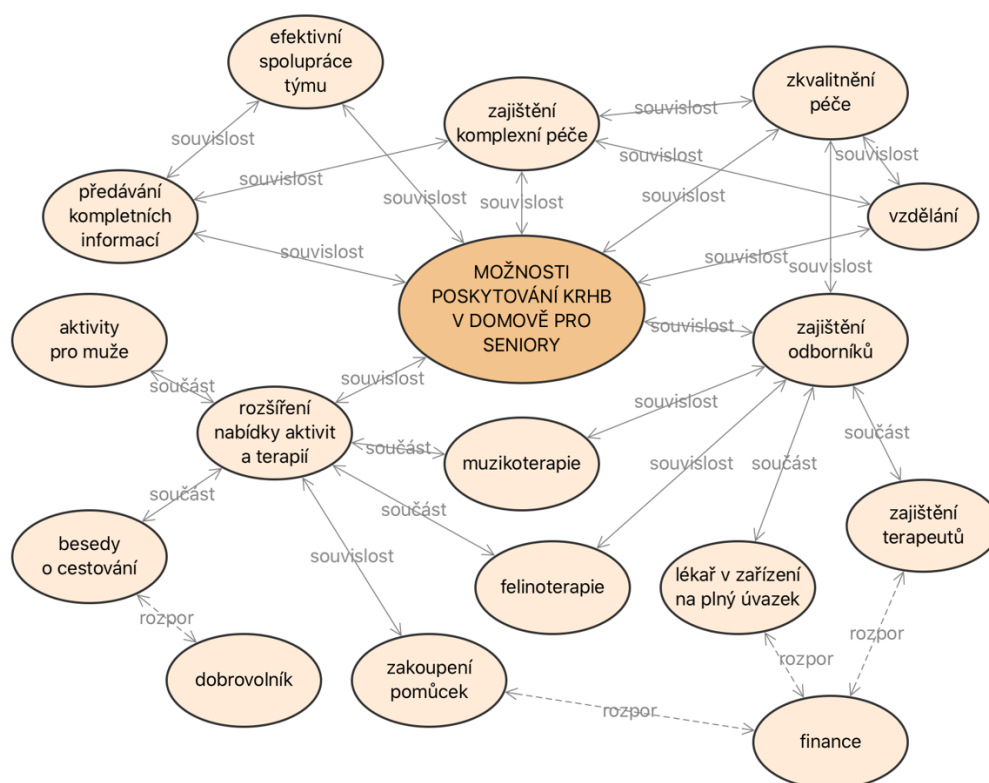 efektivní
spolupráce
týmu
zkvalitnění
péče
zajištění
komplexní péče
souvislost
souvislost
souvislost
souvislost
předávání
kompletních
informací
souvislost
souvislost
souvislost
souvislost
vzdělání
souvislost
souvislost
souvislost
MOŽNOSTI
POSKYTOVÁNÍ KRHB
V DOMOVĚ PRO
SENIORY
aktivity
pro muže
souvislost
zajištění
odborníků
součást
souvislost
souvislost
rozšíření
nabídky aktivit
a terapií
součást
muzikoterapie
souvislost
součást
součást
součást
součást
besedy
o cestování
souvislost
zajištění
terapeutů
felinoterapie
lékař v zařízení
na plný úvazek
rozpor
rozpor
rozpor
dobrovolník
zakoupení
pomůcek
rozpor
finance